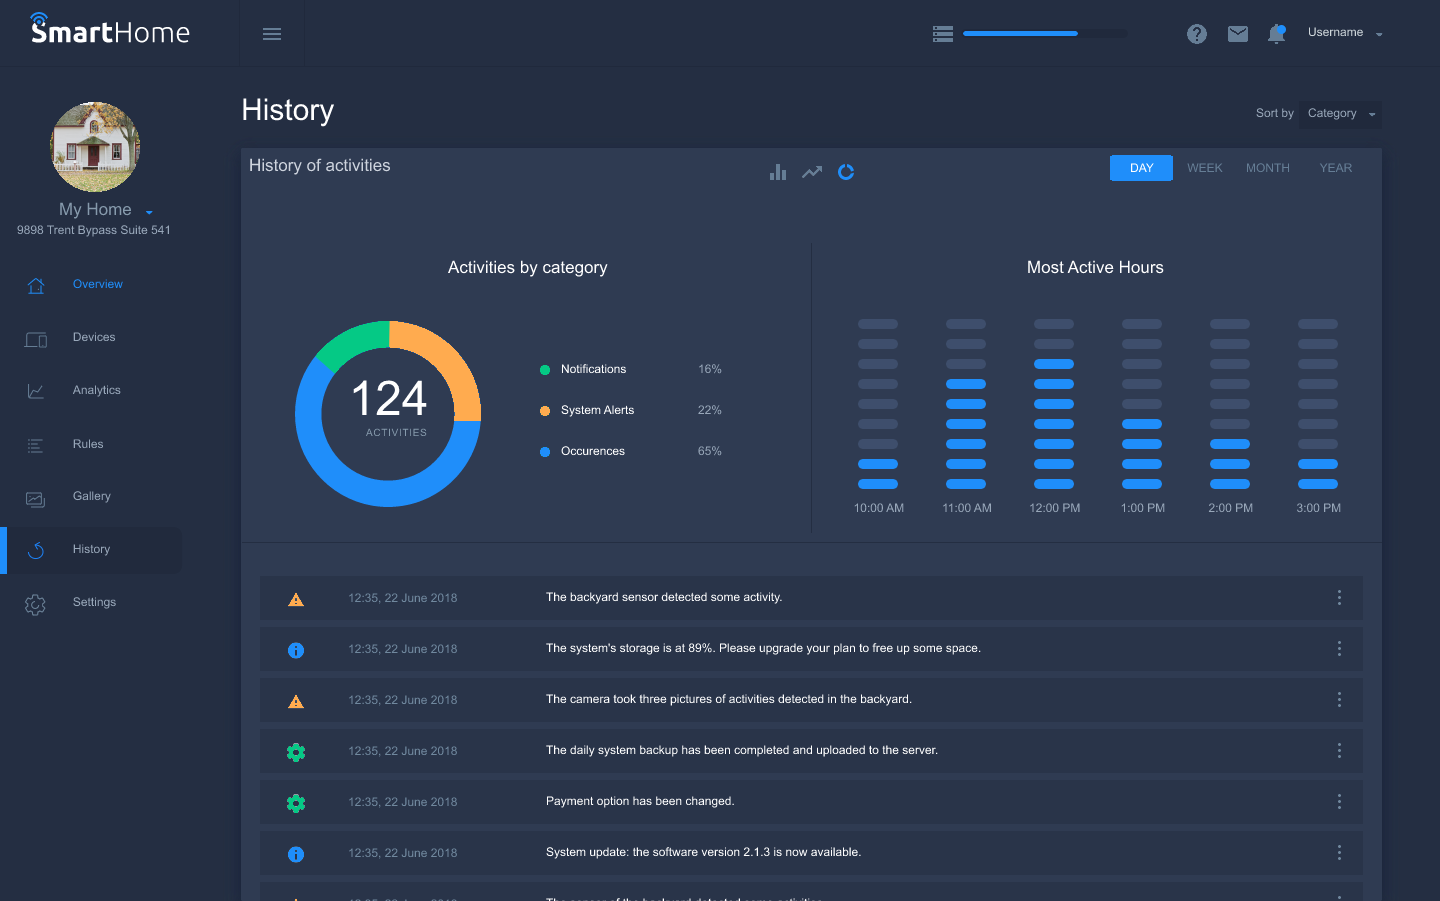 SmartHome
Username
History
Sort by Category
My Home
9898 Trent Bypass Suite 541
Overview
Devices
Analytics
Rules
Gallery
History
Settings
History of activities
DAY WEEK MONTH YEAR
Activities by category
124
ACTIVITIES
Notifications 16%
System Alerts 22%
Occurences 65%
Most Active Hours
10:00 AM 11:00 AM 12:00 PM 1:00 PM 2:00 PM 3:00 PM
12:35, 22 June 2018 The backyard sensor detected some activity.
12:35, 22 June 2018 The system's storage is at 89%. Please upgrade your plan to free up some space.
12:35, 22 June 2018 The camera took three pictures of activities detected in the backyard.
12:35, 22 June 2018 The daily system backup has been completed and uploaded to the server.
12:35, 22 June 2018 Payment option has been changed.
12:35, 22 June 2018 System update: the software version 2.1.3 is now available.